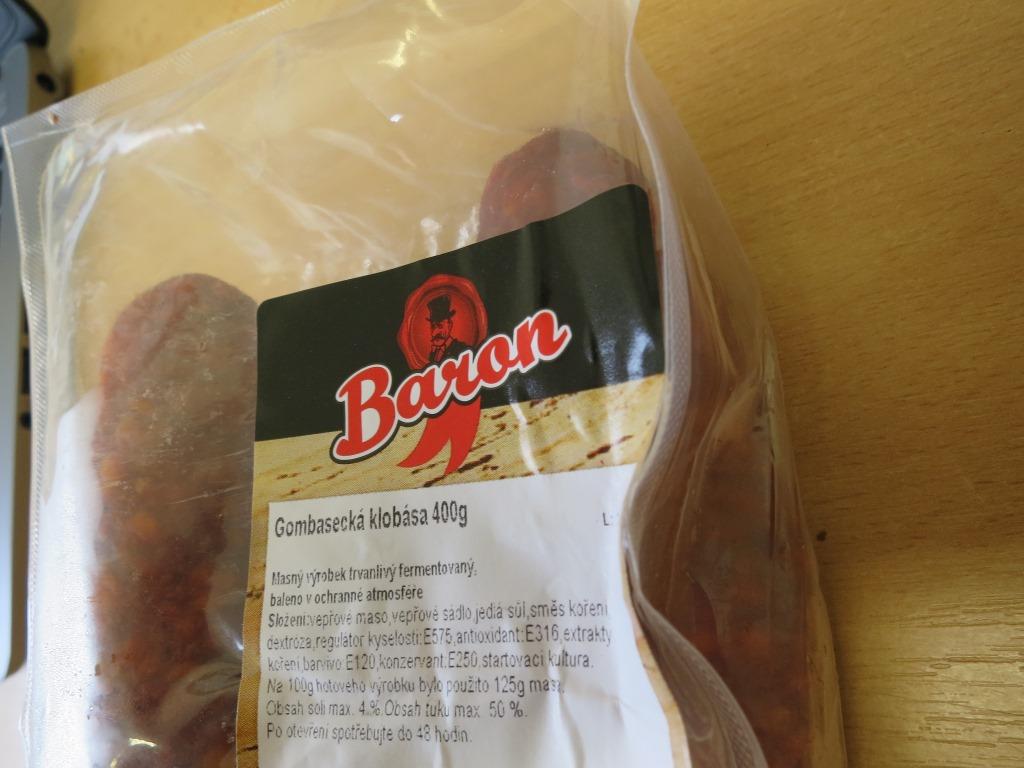 Baron
Gombasecká klobása 400g
L:
Masný výrobek trvanlivý fermentovaný,
baleno v ochranné atmosféře
Složení:vepřové maso,vepřové sádlo,jedlá sůl,směs koření,
dextroza,regulátor kyselosti:E575,antioxidant:E316,extrakty
koření,barvivo:E120,konzervant:E250,startovací kultura.
Na 100g hotového výrobku bylo použito 125g masa.
Obsah soli max. 4.% Obsah tuku max. 50 %.
Po otevření spotřebujte do 48 hodin.